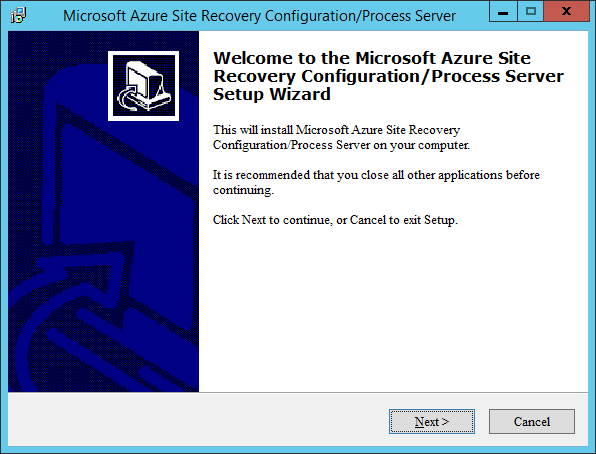 Microsoft Azure Site Recovery Configuration/Process Server
Welcome to the Microsoft Azure Site
Recovery Configuration/Process Server
Setup Wizard
This will install Microsoft Azure Site Recovery
Configuration/Process Server on your computer.
It is recommended that you close all other applications before
continuing.
Click Next to continue, or Cancel to exit Setup.
Next >
Cancel